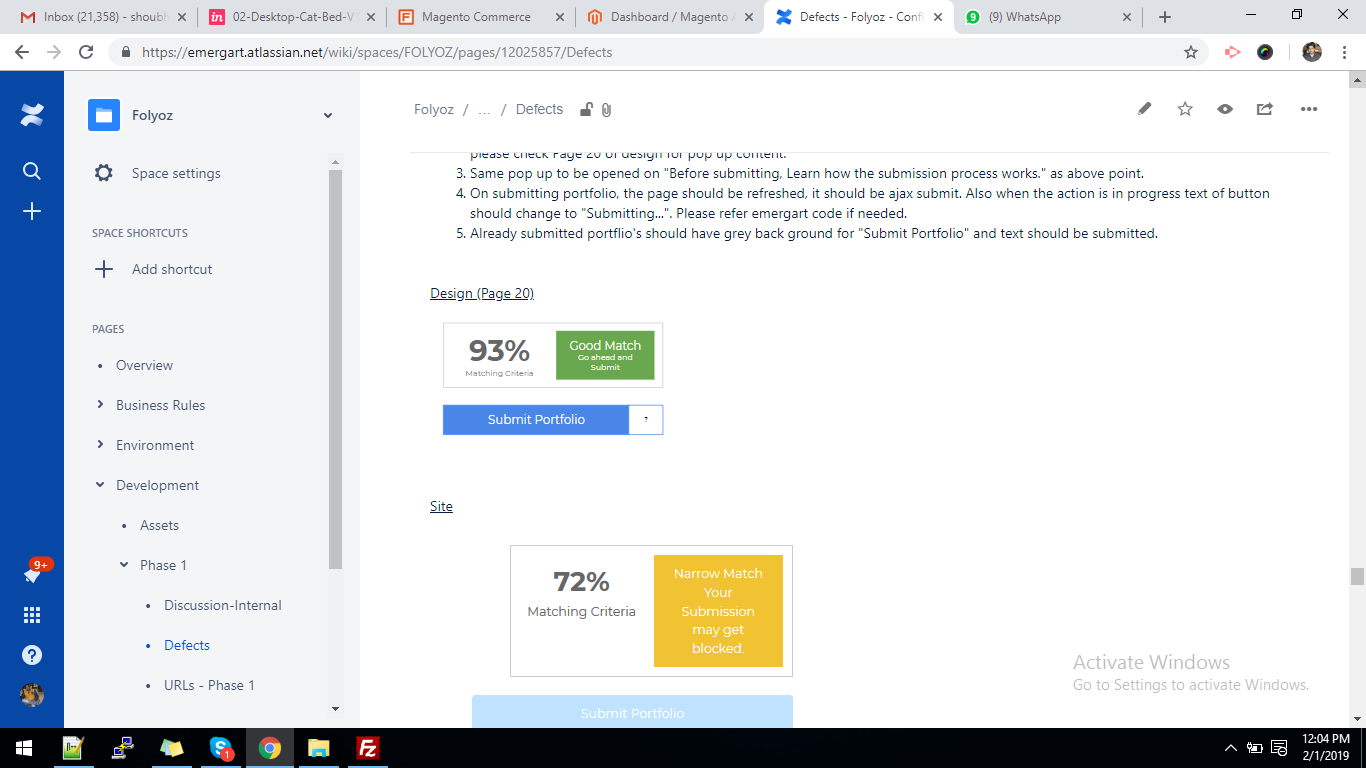 Inbox (21,358) - shoubh
02-Desktop-Cat-Bed-V
Magento Commerce
Dashboard / Magento A
Defects - Folyoz - Confl
(9) WhatsApp
https://emergart.atlassian.net/wiki/spaces/FOLYOZ/pages/12025857/Defects
Folyoz
Space settings
SPACE SHORTCUTS
Add shortcut
PAGES
• Overview
Business Rules
Environment
Development
• Assets
Phase 1
• Discussion-Internal
• Defects
• URLs - Phase 1
9+
Folyoz / ... / Defects
please check Page 20 of design for pop up content.
3. Same pop up to be opened on "Before submitting, Learn how the submission process works." as above point.
4. On submitting portfolio, the page should be refreshed, it should be ajax submit. Also when the action is in progress text of button
should change to "Submitting...". Please refer emergart code if needed.
5. Already submitted portflio's should have grey back ground for "Submit Portfolio" and text should be submitted.
Design (Page 20)
93%
Matching Criteria
Good Match
Go ahead and
Submit
Submit Portfolio
?
Site
72%
Matching Criteria
Narrow Match
Your
Submission
may get
blocked.
Submit Portfolio
Activate Windows
Go to Settings to activate Windows.
1
12:04 PM
2/1/2019